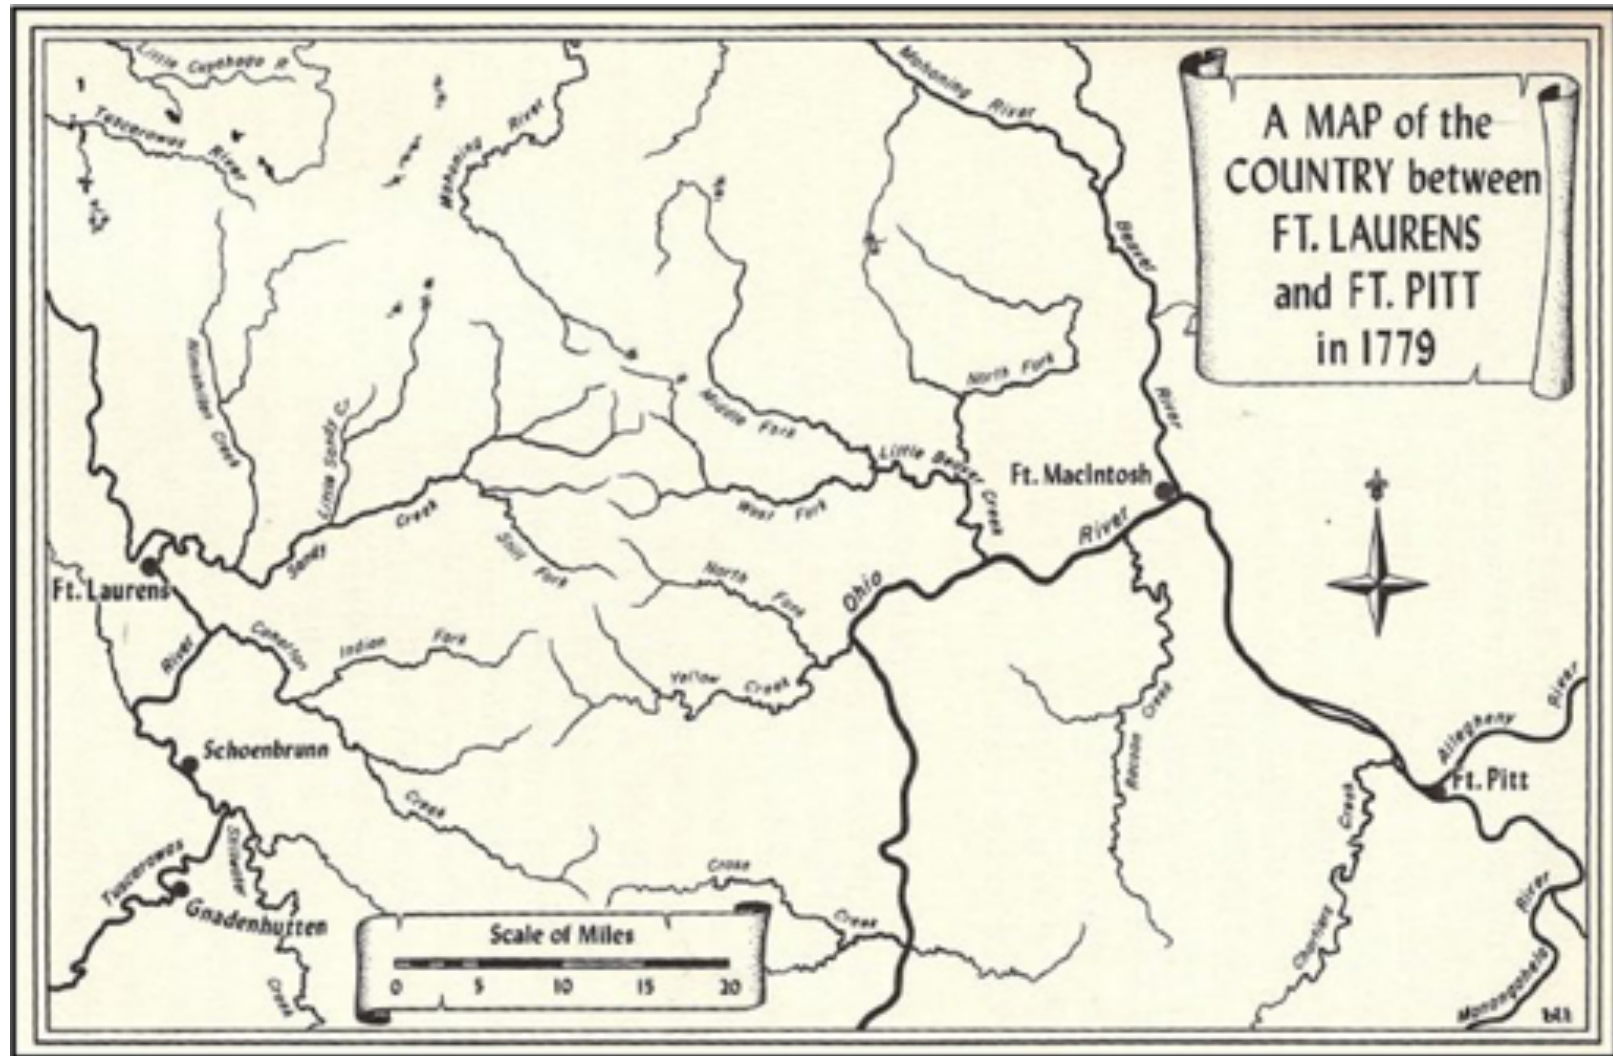 A MAP of the
COUNTRY between
FT. LAURENS
and FT. PITT
in 1779
Little Cuyahoga R.
Tuscarawas
River
Mahoning River
Mahoning River
Beaver
River
Nimishillen Creek
Little Sandy C.
Middle Fork
North Fork
Little Beaver Creek
Ft. MacIntosh
West Fork
Sandy Creek
Still Fork
Ohio River
North Fork
Ft. Laurens
River
Conotton
Indian Fork
Yellow Creek
Racoon Creek
Schoenbrunn
Creek
Allegheny River
Ft. Pitt
Chartiers Creek
Tuscarawas
Stillwater
Creek
Gnadenhutten
Cross
Creek
Monongahela River
Scale of Miles
0 5 10 15 20